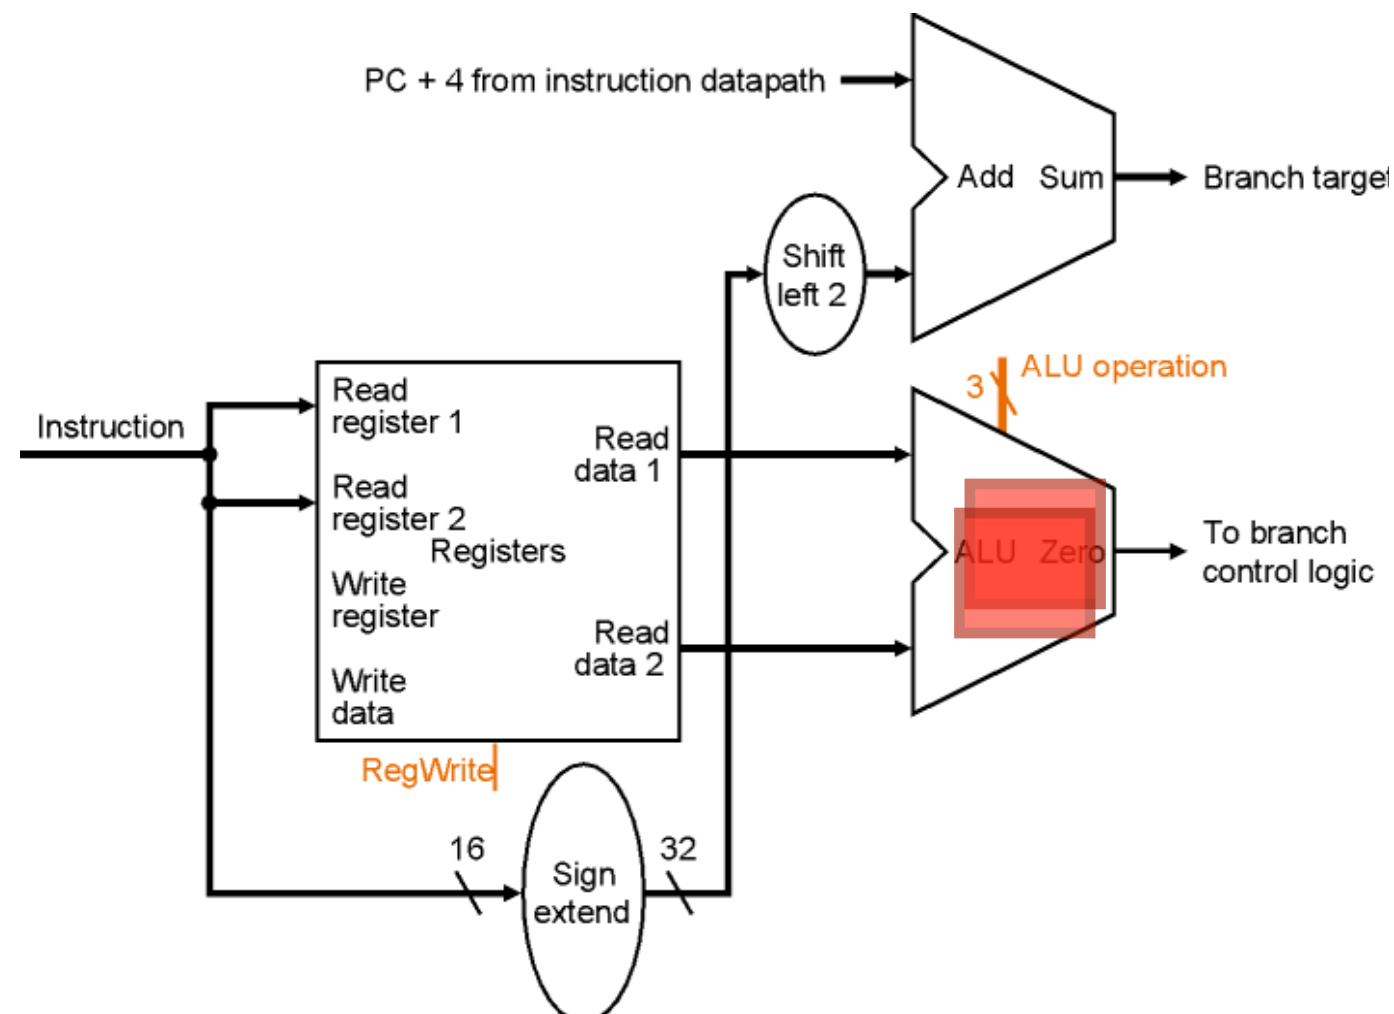 PC + 4 from instruction datapath
Add Sum
Branch target
Shift
left 2
3
ALU operation
Instruction
Read
register 1
Read
data 1
Read
register 2
Registers
ALU Zero
To branch
control logic
Write
register
Read
data 2
Write
data
RegWrite
16
32
Sign
extend